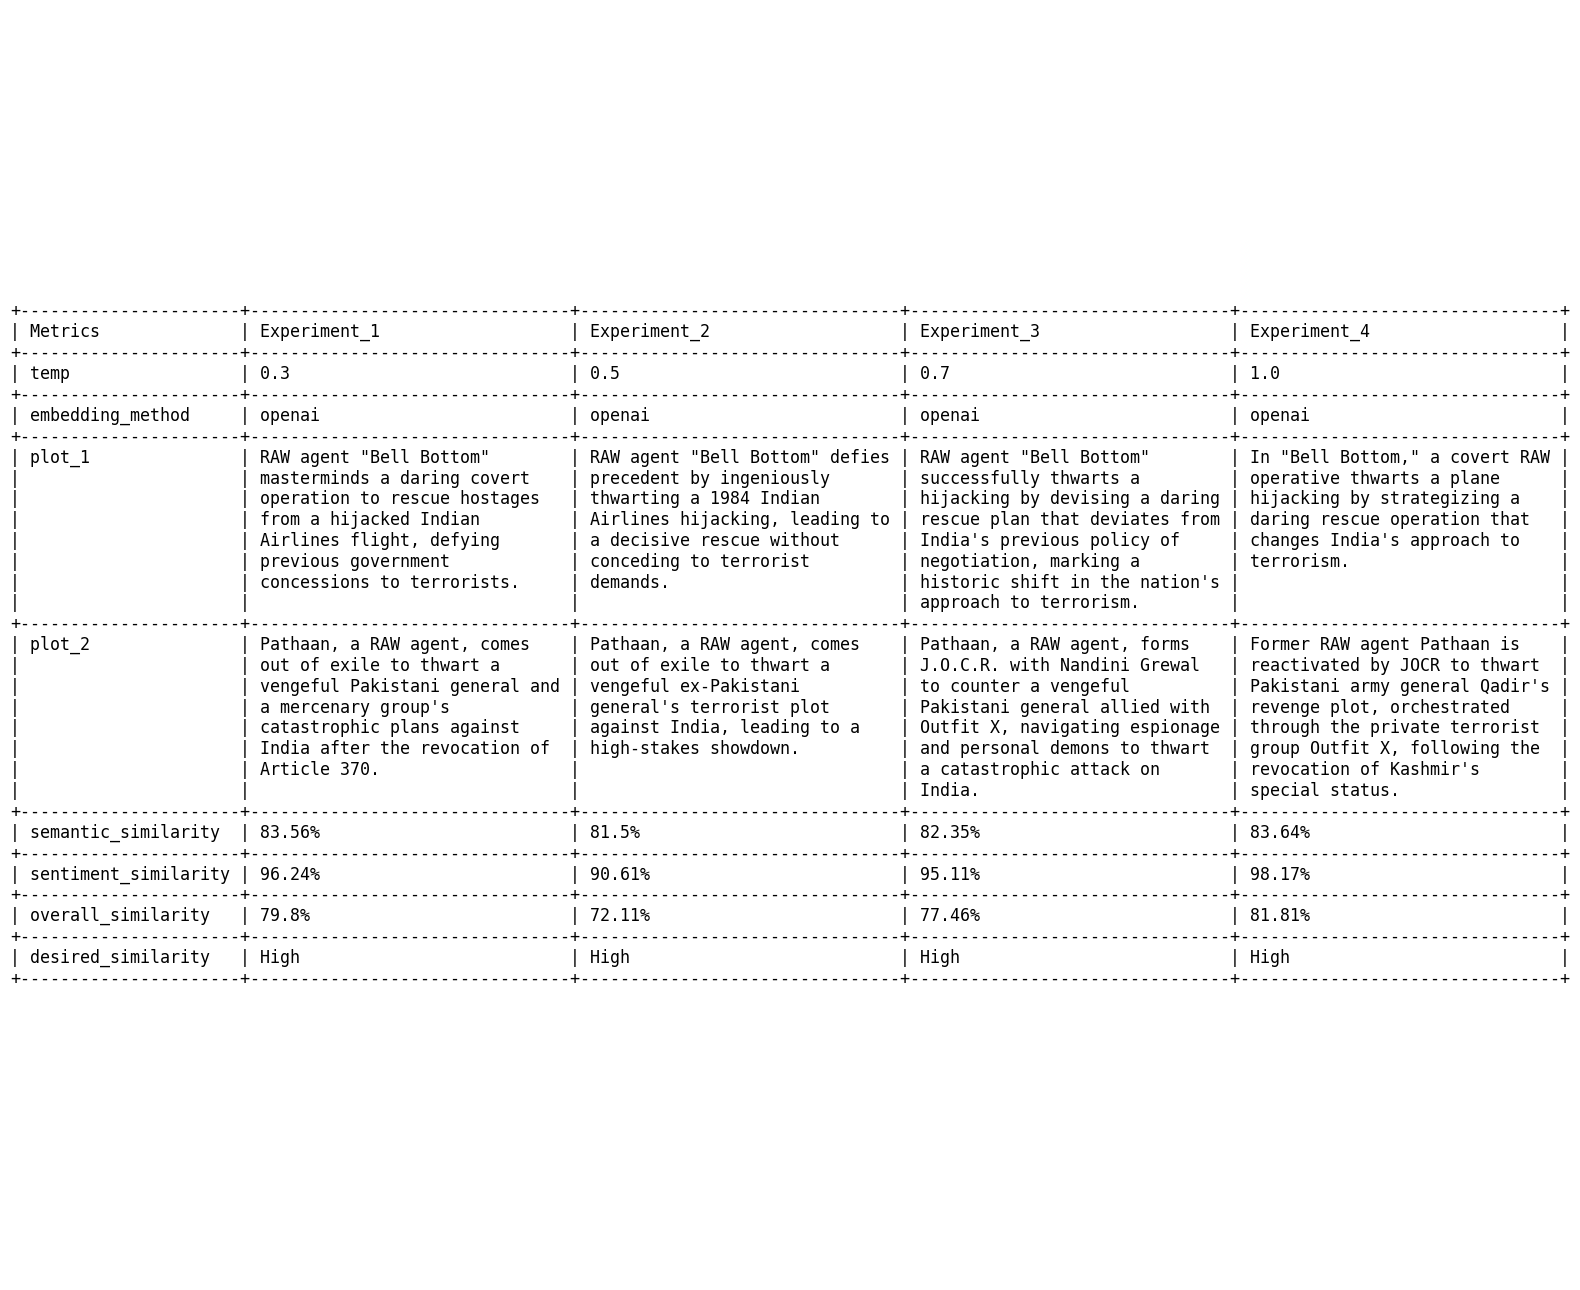 +----------------------+--------------------------------+--------------------------------+--------------------------------+--------------------------------+
| Metrics              | Experiment_1                   | Experiment_2                   | Experiment_3                   | Experiment_4                   |
+----------------------+--------------------------------+--------------------------------+--------------------------------+--------------------------------+
| temp                 | 0.3                            | 0.5                            | 0.7                            | 1.0                            |
+----------------------+--------------------------------+--------------------------------+--------------------------------+--------------------------------+
| embedding_method     | openai                         | openai                         | openai                         | openai                         |
+----------------------+--------------------------------+--------------------------------+--------------------------------+--------------------------------+
| plot_1               | RAW agent "Bell Bottom"        | RAW agent "Bell Bottom" defies | RAW agent "Bell Bottom"        | In "Bell Bottom," a covert RAW |
|                      | masterminds a daring covert    | precedent by ingeniously       | successfully thwarts a         | operative thwarts a plane      |
|                      | operation to rescue hostages   | thwarting a 1984 Indian        | hijacking by devising a daring | hijacking by strategizing a    |
|                      | from a hijacked Indian         | Airlines hijacking, leading to | rescue plan that deviates from | daring rescue operation that   |
|                      | Airlines flight, defying       | a decisive rescue without      | India's previous policy of     | changes India's approach to    |
|                      | previous government            | conceding to terrorist         | negotiation, marking a         | terrorism.                     |
|                      | concessions to terrorists.     | demands.                       | historic shift in the nation's |                                |
|                      |                                |                                | approach to terrorism.         |                                |
+----------------------+--------------------------------+--------------------------------+--------------------------------+--------------------------------+
| plot_2               | Pathaan, a RAW agent, comes    | Pathaan, a RAW agent, comes    | Pathaan, a RAW agent, forms    | Former RAW agent Pathaan is    |
|                      | out of exile to thwart a       | out of exile to thwart a       | J.O.C.R. with Nandini Grewal   | reactivated by JOCR to thwart  |
|                      | vengeful Pakistani general and | vengeful ex-Pakistani          | to counter a vengeful          | Pakistani army general Qadir's |
|                      | a mercenary group's            | general's terrorist plot       | Pakistani general allied with  | revenge plot, orchestrated     |
|                      | catastrophic plans against     | against India, leading to a    | Outfit X, navigating espionage | through the private terrorist  |
|                      | India after the revocation of  | high-stakes showdown.          | and personal demons to thwart  | group Outfit X, following the  |
|                      | Article 370.                   |                                | a catastrophic attack on       | revocation of Kashmir's        |
|                      |                                |                                | India.                         | special status.                |
+----------------------+--------------------------------+--------------------------------+--------------------------------+--------------------------------+
| semantic_similarity  | 83.56%                         | 81.5%                          | 82.35%                         | 83.64%                         |
+----------------------+--------------------------------+--------------------------------+--------------------------------+--------------------------------+
| sentiment_similarity | 96.24%                         | 90.61%                         | 95.11%                         | 98.17%                         |
+----------------------+--------------------------------+--------------------------------+--------------------------------+--------------------------------+
| overall_similarity   | 79.8%                          | 72.11%                         | 77.46%                         | 81.81%                         |
+----------------------+--------------------------------+--------------------------------+--------------------------------+--------------------------------+
| desired_similarity   | High                           | High                           | High                           | High                           |
+----------------------+--------------------------------+--------------------------------+--------------------------------+--------------------------------+